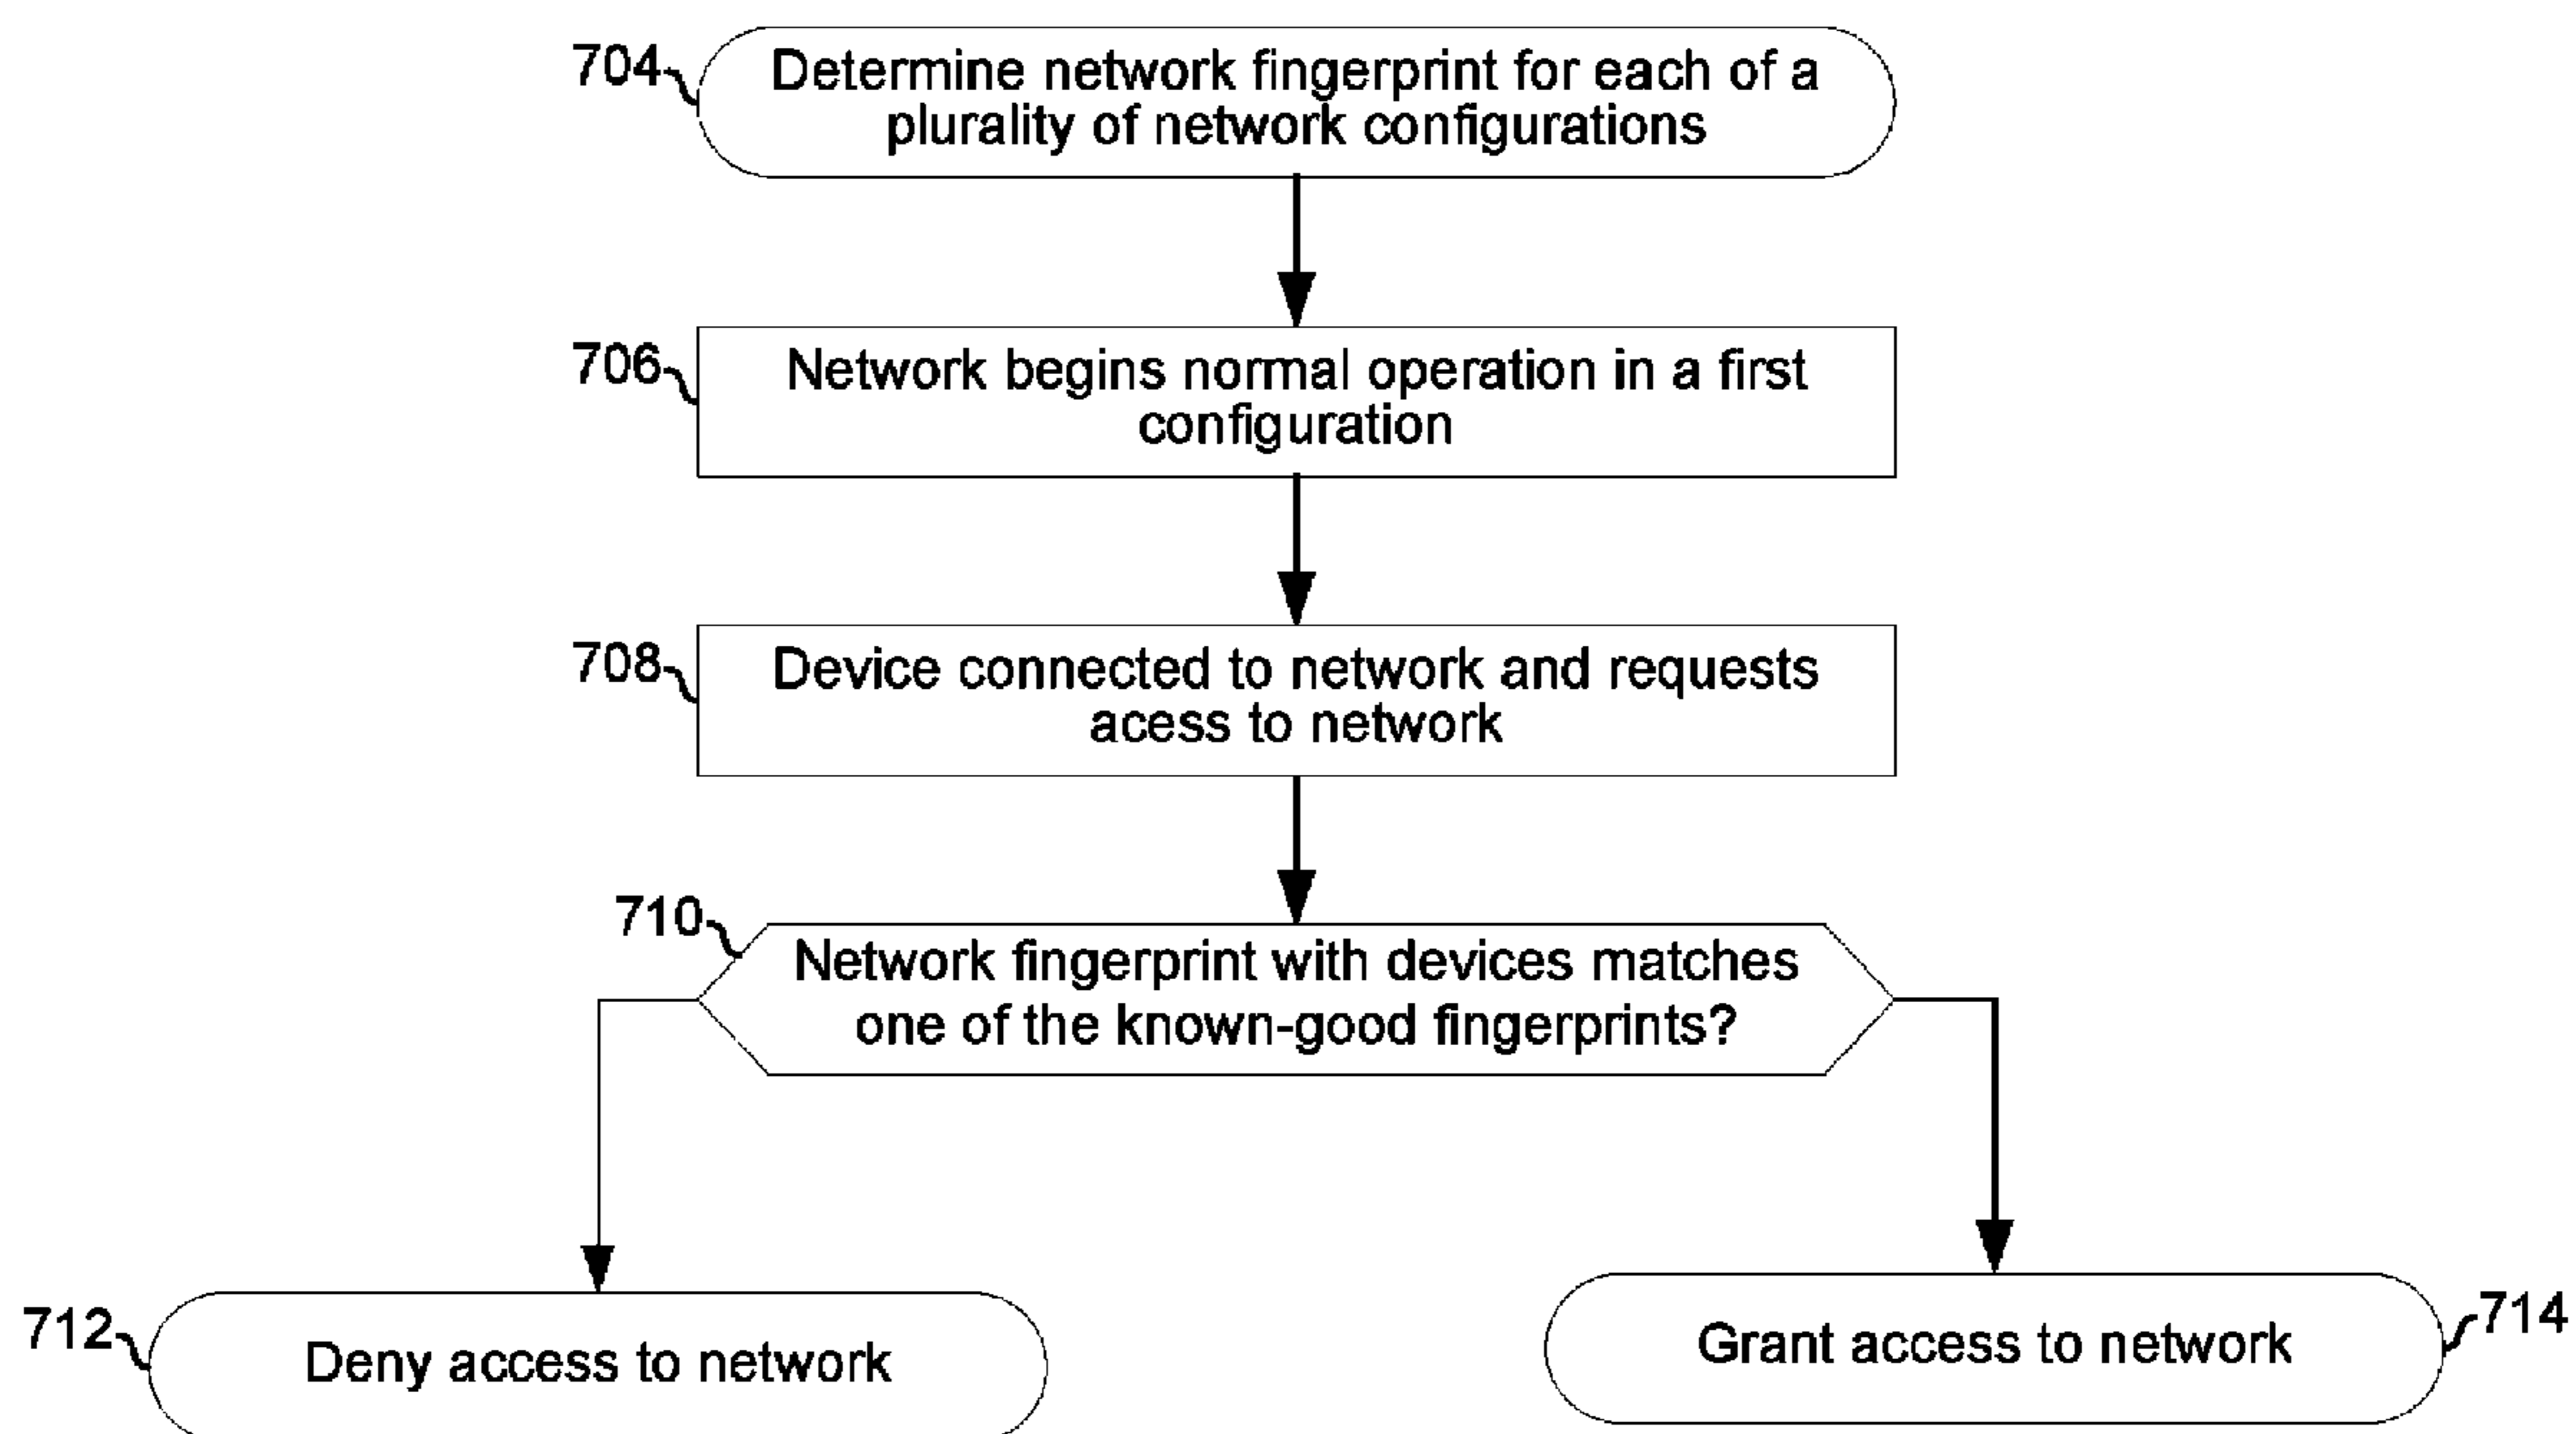 704
Determine network fingerprint for each of a
plurality of network configurations
706
Network begins normal operation in a first
configuration
708
Device connected to network and requests
acess to network
710
Network fingerprint with devices matches
one of the known-good fingerprints?
712
Deny access to network
Grant access to network
714